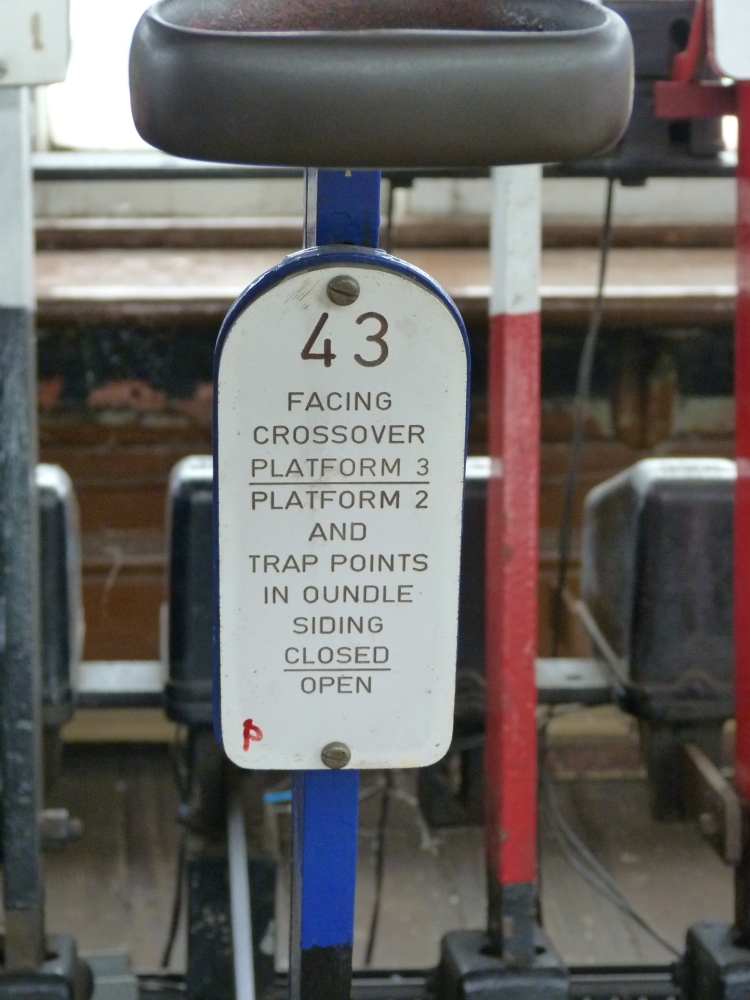 43
FACING
CROSSOVER
PLATFORM 3
PLATFORM 2
AND
TRAP POINTS
IN OUNDLE
SIDING
CLOSED
OPEN
P